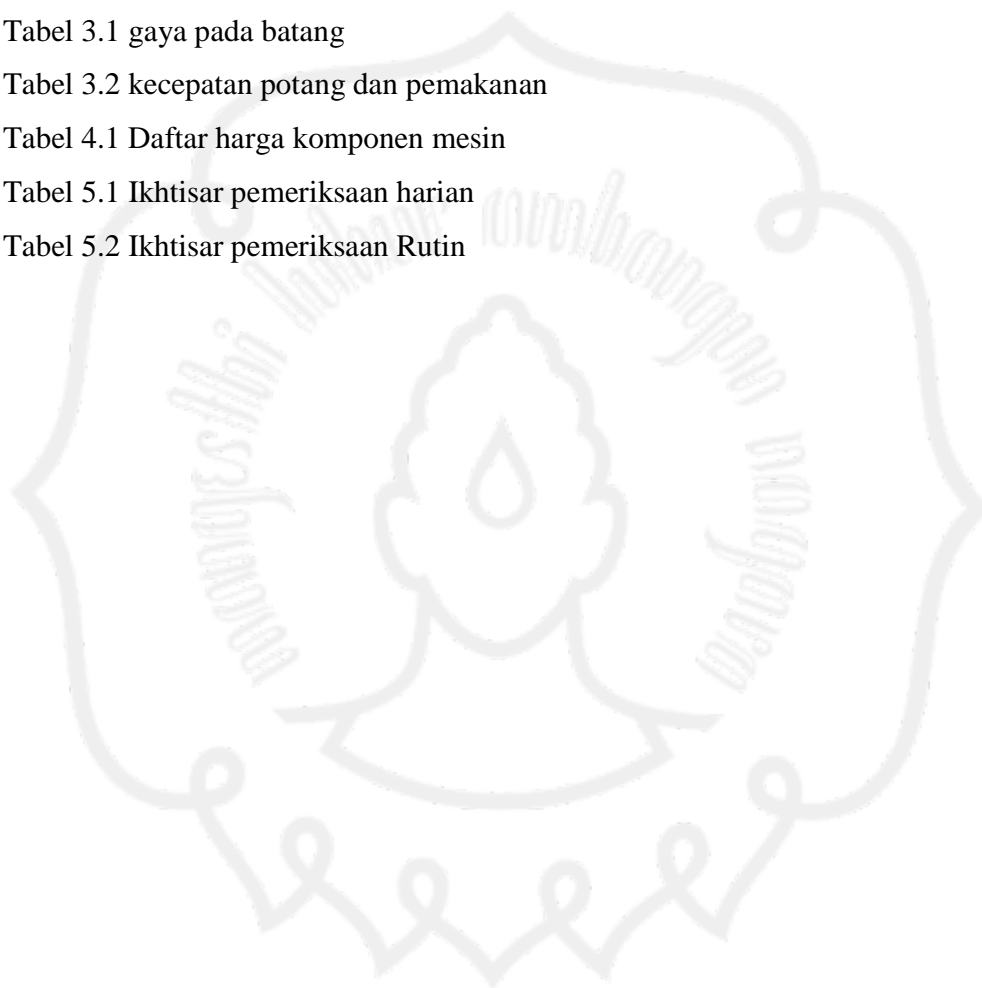 Tabel 3.1 gaya pada batang
Tabel 3.2 kecepatan potang dan pemakanan
Tabel 4.1 Daftar harga komponen mesin
Tabel 5.1 Ikhtisar pemeriksaan harian
Tabel 5.2 Ikhtisar pemeriksaan Rutin